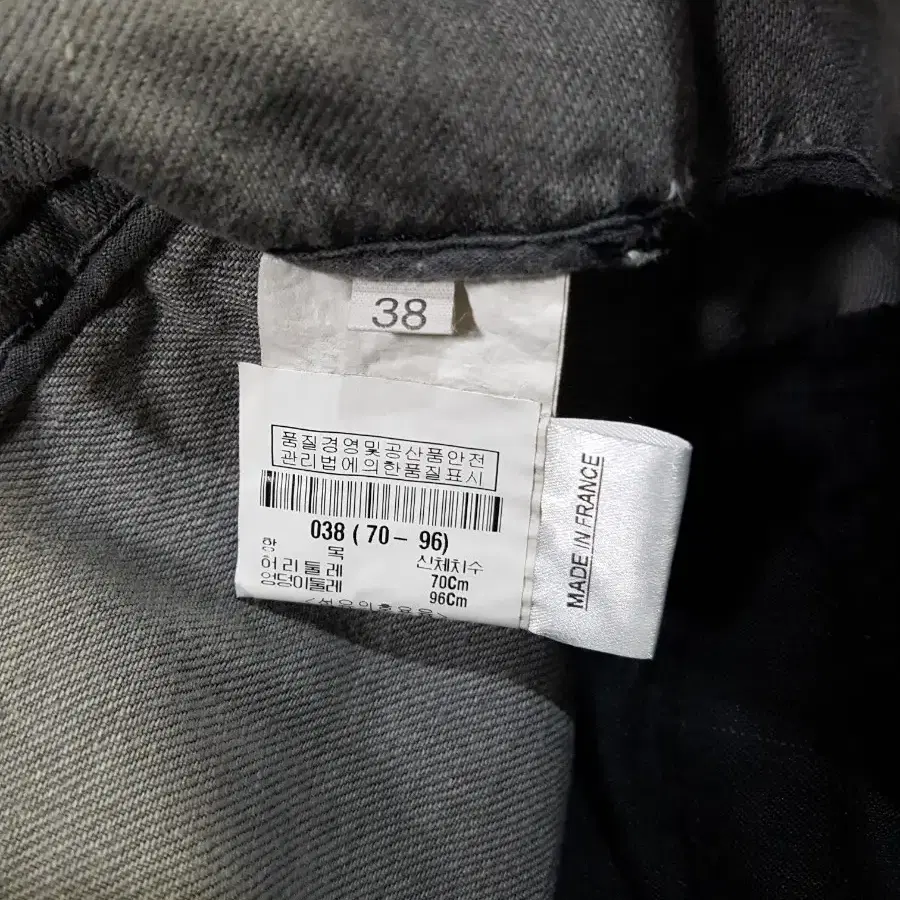 38
품질경영및공산품안전
관리법에의한품질표시
038 ( 70 - 96)
항 목 신체치수
허리둘레 70Cm
엉덩이둘레 96Cm
MADE IN FRANCE